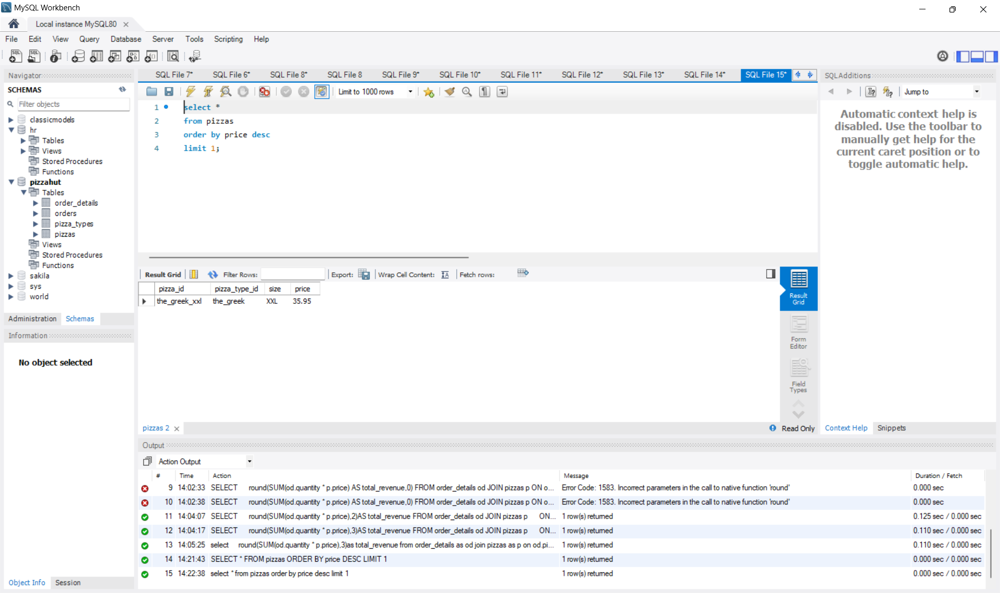 MySQL Workbench
Local instance MySQL80
File Edit View Query Database Server Tools Scripting Help
Navigator
SCHEMAS
Filter objects
classicmodels
hr
Tables
Views
Stored Procedures
Functions
pizzahut
Tables
order_details
orders
pizza_types
pizzas
Views
Stored Procedures
Functions
sakila
sys
world
Administration Schemas
Information
No object selected
Object Info Session
SQL File 7* SQL File 6* SQL File 8* SQL File 8 SQL File 9* SQL File 10* SQL File 11* SQL File 12* SQL File 13* SQL File 14* SQL File 15*
Limit to 1000 rows
1 select *
2 from pizzas
3 order by price desc
4 limit 1;
Result Grid Filter Rows: Export: Wrap Cell Content: Fetch rows:
pizza_id pizza_type_id size price
the_greek_xxl the_greek XXL 35.95
Result Grid
Form Editor
Field Types
pizzas 2
Read Only
SQLAdditions
Jump to
Automatic context help is
disabled. Use the toolbar to
manually get help for the
current caret position or to
toggle automatic help.
Context Help Snippets
Output
Action Output
# Time Action Message Duration / Fetch
9 14:02:33 SELECT round(SUM(od.quantity * p.price) AS total_revenue,0) FROM order_details od JOIN pizzas p ON o... Error Code: 1583. Incorrect parameters in the call to native function 'round' 0.000 sec
10 14:02:38 SELECT round(SUM(od.quantity * p.price) AS total_revenue,0) FROM order_details od JOIN pizzas p ON o... Error Code: 1583. Incorrect parameters in the call to native function 'round' 0.000 sec
11 14:04:07 SELECT round(SUM(od.quantity * p.price),2)AS total_revenue FROM order_details od JOIN pizzas p ON... 1 row(s) returned 0.125 sec / 0.000 sec
12 14:04:17 SELECT round(SUM(od.quantity * p.price),3)AS total_revenue FROM order_details od JOIN pizzas p ON... 1 row(s) returned 0.110 sec / 0.000 sec
13 14:05:25 select round(SUM(od.quantity * p.price),3)as total_revenue from order_details as od join pizzas as p on od.pi... 1 row(s) returned 0.110 sec / 0.000 sec
14 14:21:43 SELECT * FROM pizzas ORDER BY price DESC LIMIT 1 1 row(s) returned 0.000 sec / 0.000 sec
15 14:22:38 select * from pizzas order by price desc limit 1 1 row(s) returned 0.000 sec / 0.000 sec